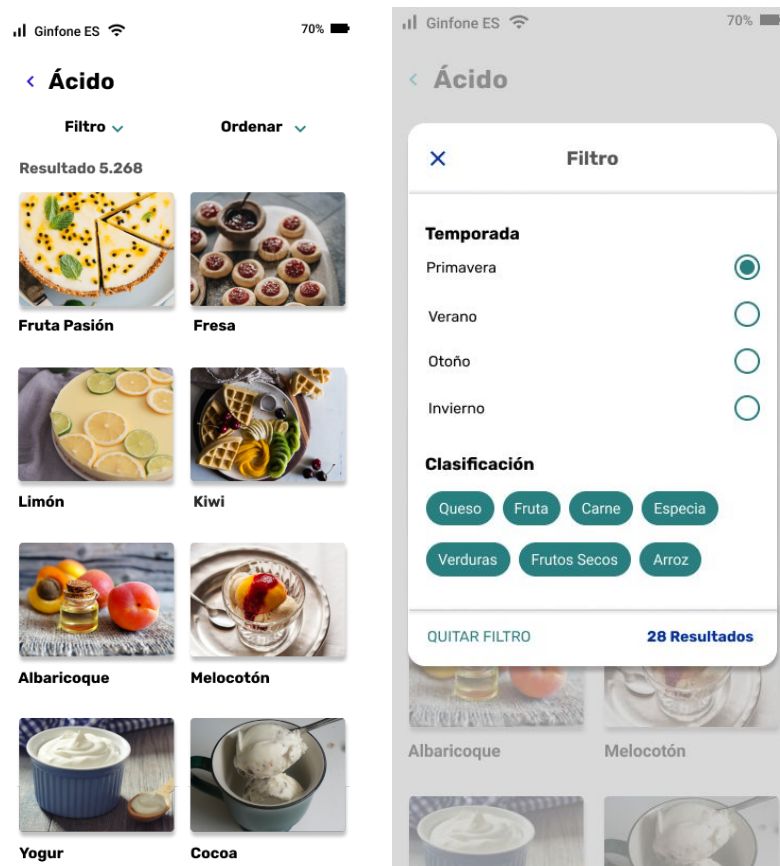 Ginfone ES 70%
Ácido
Filtro Ordenar
Resultado 5.268
Fruta Pasión Fresa
Limón Kiwi
Albaricoque Melocotón
Yogur Cocoa
Ginfone ES 70%
Ácido
Filtro
Temporada
Primavera
Verano
Otoño
Invierno
Clasificación
Queso Fruta Carne Especia
Verduras Frutos Secos Arroz
QUITAR FILTRO 28 Resultados
Albaricoque Melocotón